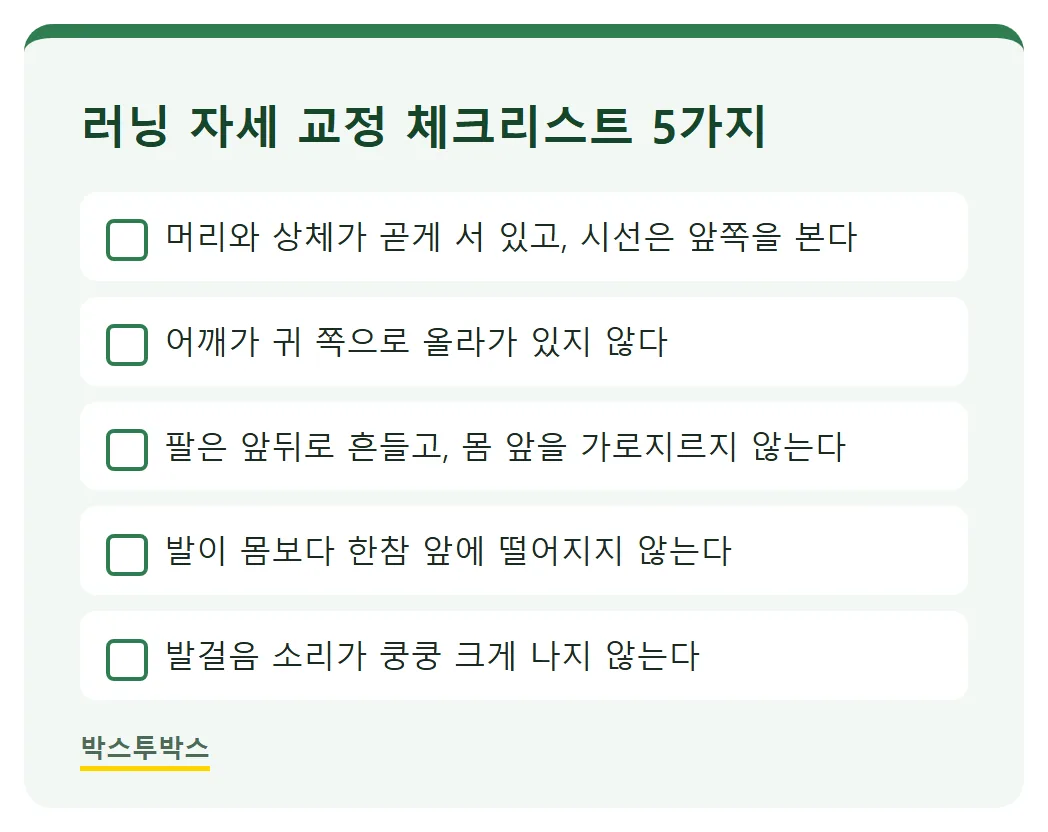 러닝 자세 교정 체크리스트 5가지
머리와 상체가 곧게 서 있고, 시선은 앞쪽을 본다
어깨가 귀 쪽으로 올라가 있지 않다
팔은 앞뒤로 흔들고, 몸 앞을 가로지르지 않는다
발이 몸보다 한참 앞에 떨어지지 않는다
발걸음 소리가 쿵쿵 크게 나지 않는다
박스투박스